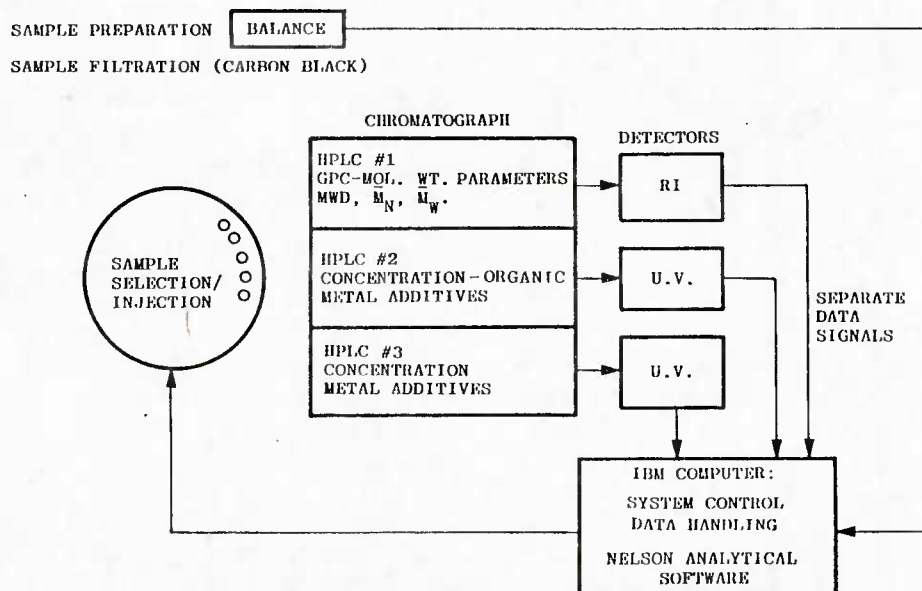 SAMPLE PREPARATION BALANCE
SAMPLE FILTRATION (CARBON BLACK)
CHROMATOGRAPH
DETECTORS
HPLC #1
GPC-MOL. WT. PARAMETERS
MWD, M̄N, M̄W.
RI
SAMPLE
SELECTION/
INJECTION
HPLC #2
CONCENTRATION-ORGANIC
METAL ADDITIVES
U.V.
SEPARATE
DATA
SIGNALS
HPLC #3
CONCENTRATION
METAL ADDITIVES
U.V.
IBM COMPUTER:
SYSTEM CONTROL
DATA HANDLING
NELSON ANALYTICAL
SOFTWARE